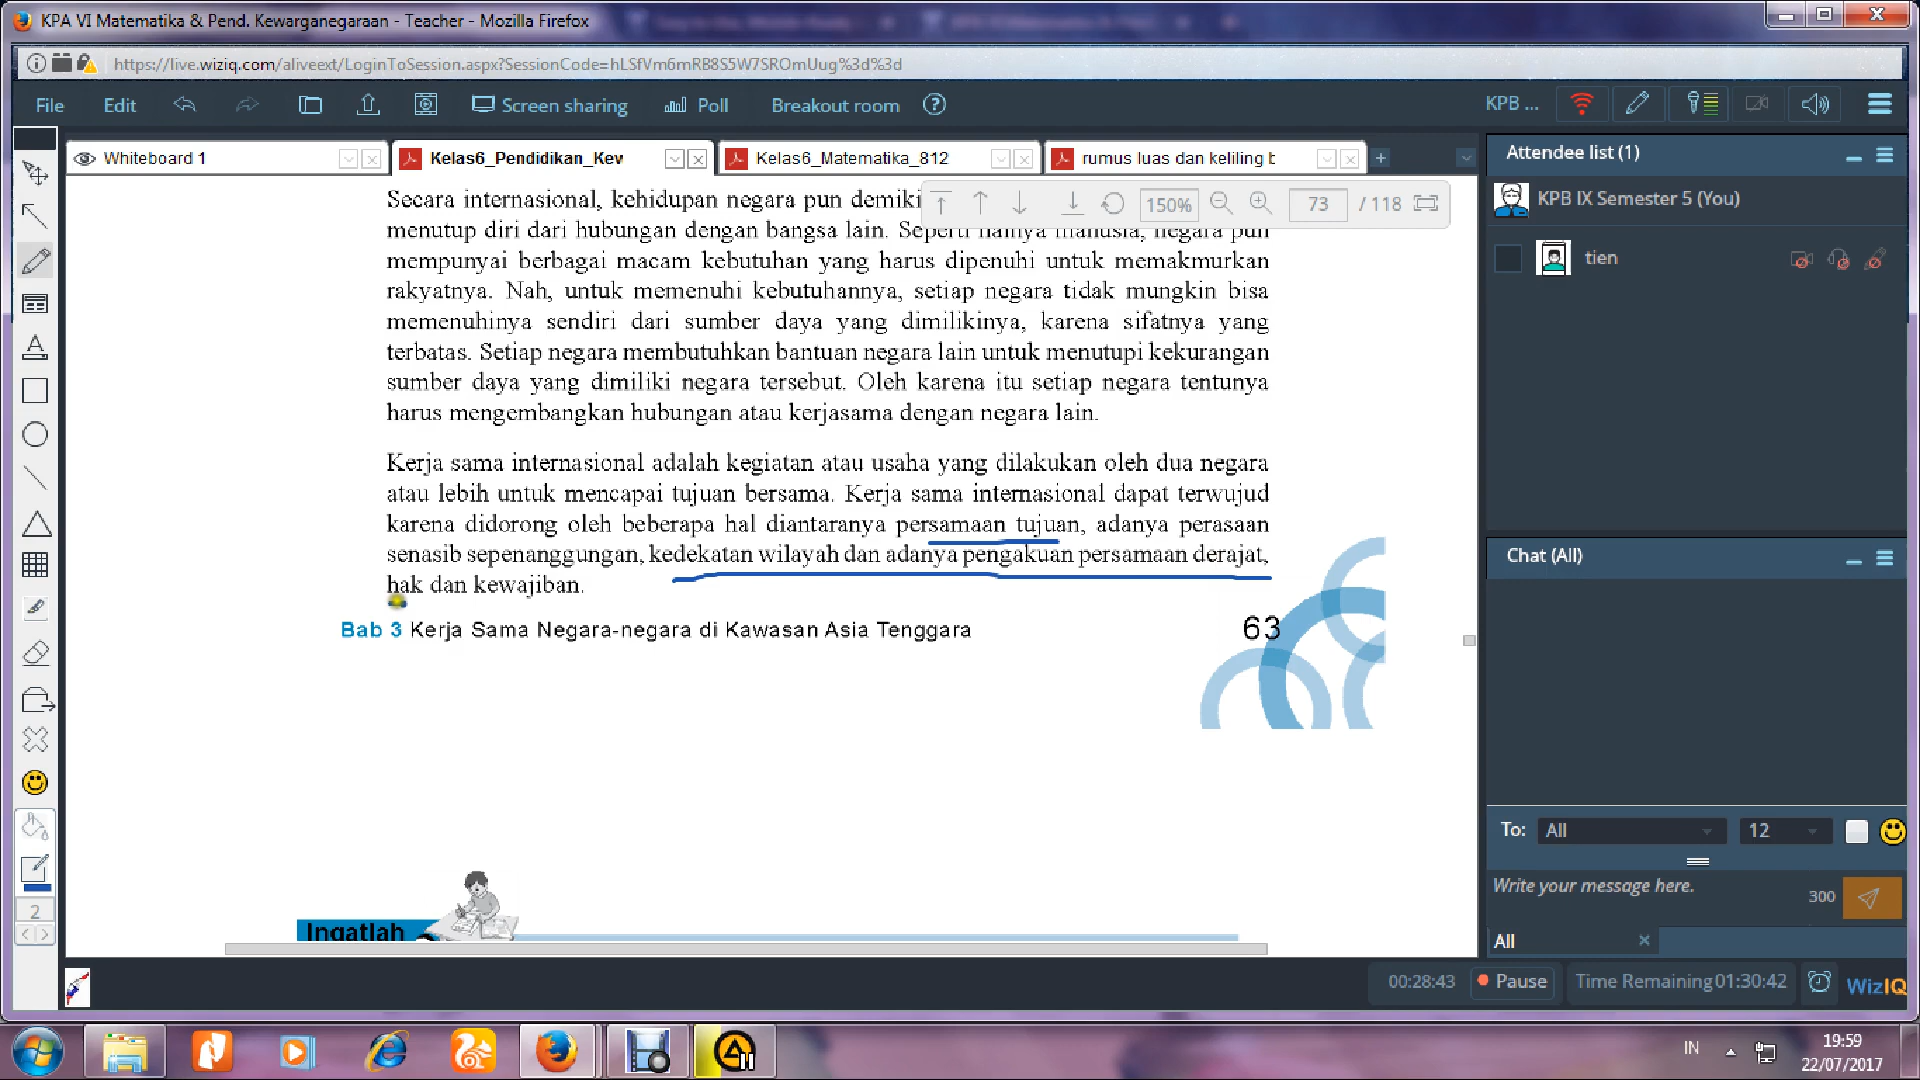 KPA VI Matematika & Pend. Kewarganegaraan - Teacher - Mozilla Firefox
https://live.wiziq.com/aliveext/LoginToSession.aspx?SessionCode=hLSfVm6mRB8S5W7SROmUug%3d%3d
File Edit Screen sharing Poll Breakout room KPB ...
Whiteboard 1
Kelas6_Pendidikan_Kew
Kelas6_Matematika_812
rumus luas dan keliling b
150% 73 / 118
Secara internasional, kehidupan negara pun demiki
menutup diri dari hubungan dengan bangsa lain. Seperti halnya manusia, negara pun
mempunyai berbagai macam kebutuhan yang harus dipenuhi untuk memakmurkan
rakyatnya. Nah, untuk memenuhi kebutuhannya, setiap negara tidak mungkin bisa
memenuhinya sendiri dari sumber daya yang dimilikinya, karena sifatnya yang
terbatas. Setiap negara membutuhkan bantuan negara lain untuk menutupi kekurangan
sumber daya yang dimiliki negara tersebut. Oleh karena itu setiap negara tentunya
harus mengembangkan hubungan atau kerjasama dengan negara lain.
Kerja sama internasional adalah kegiatan atau usaha yang dilakukan oleh dua negara
atau lebih untuk mencapai tujuan bersama. Kerja sama internasional dapat terwujud
karena didorong oleh beberapa hal diantaranya persamaan tujuan, adanya perasaan
senasib sepenanggungan, kedekatan wilayah dan adanya pengakuan persamaan derajat,
hak dan kewajiban.
Bab 3 Kerja Sama Negara-negara di Kawasan Asia Tenggara 63
Ingatlah
2
Attendee list (1)
KPB IX Semester 5 (You)
tien
Chat (All)
To: All 12
Write your message here. 300
All
00:28:43 Pause Time Remaining 01:30:42 WizIQ
IN
19:59
22/07/2017